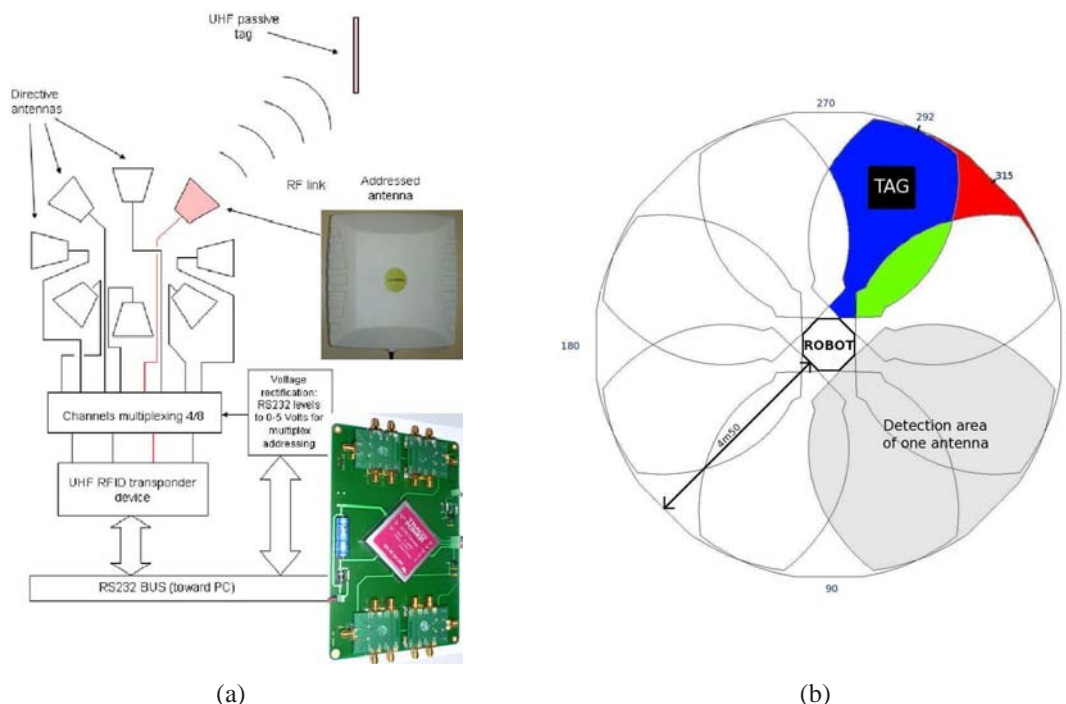 UHF passive
tag
Directive
antennas
RF link
Addressed
antenna
Channels multiplexing 4/8
Voltage
rectification:
RS232 levels
to 0-5 Volts for
multiplex
addressing
UHF RFID transponder
device
RS232 BUS (toward PC)
(a)
270
292
TAG
315
180
ROBOT
4m50
Detection area
of one antenna
90
(b)